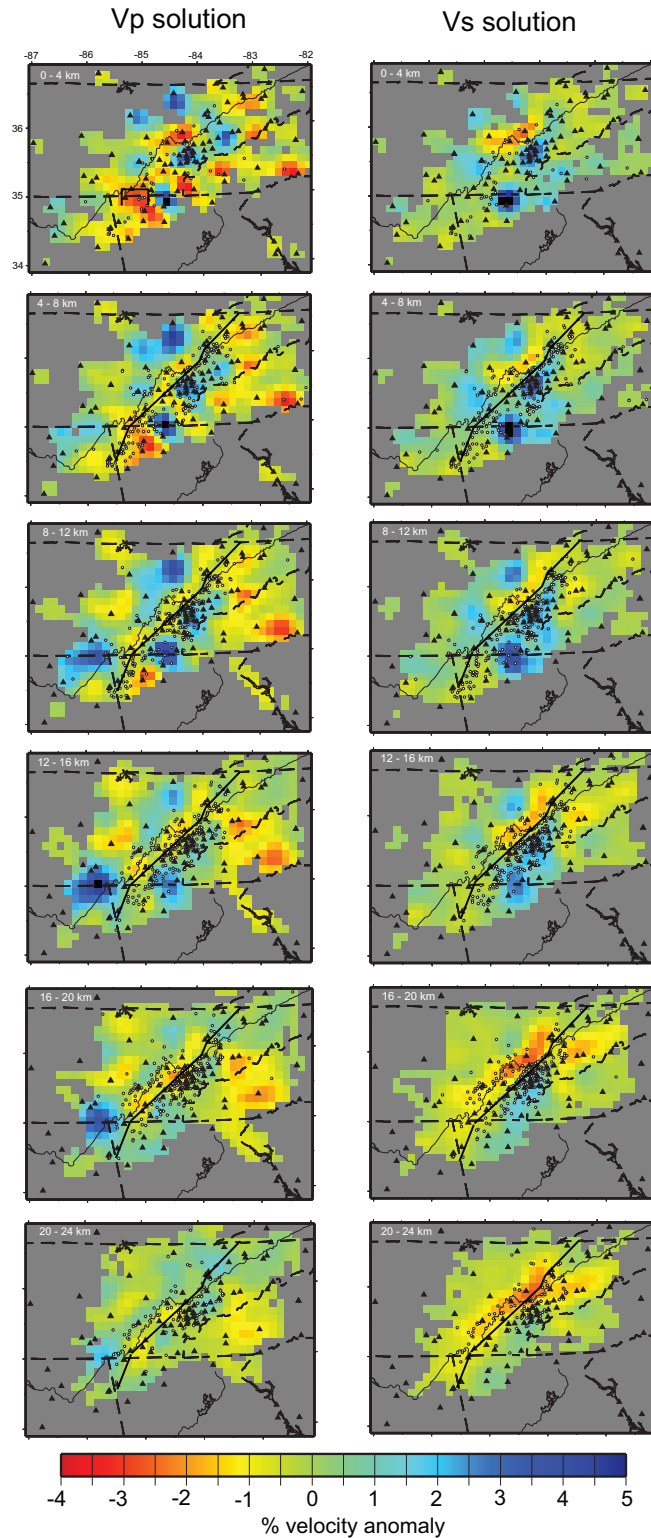 Vp solution Vs solution
-87 -86 -85 -84 -83 -82
0 - 4 km 0 - 4 km
36
35
34
4 - 8 km 4 - 8 km
8 - 12 km 8 - 12 km
12 - 16 km 12 - 16 km
16 - 20 km 16 - 20 km
20 - 24 km 20 - 24 km
-4 -3 -2 -1 0 1 2 3 4 5
% velocity anomaly